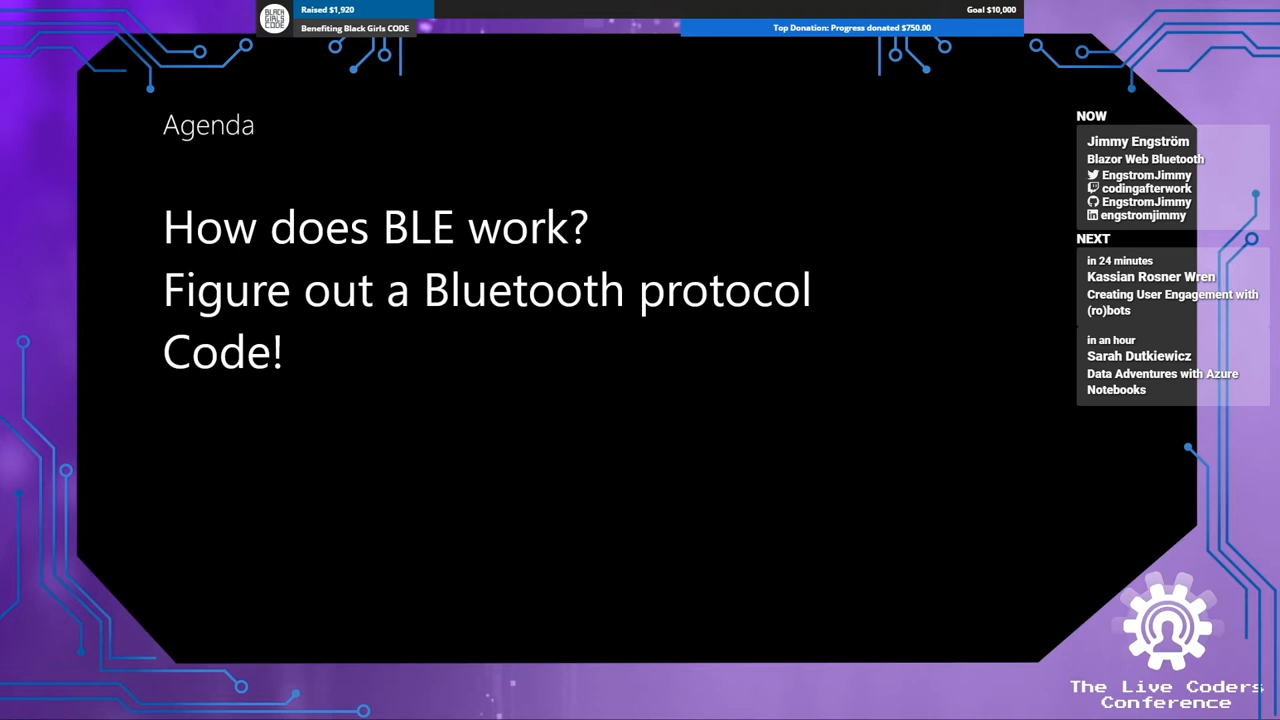 Raised $1,920
Goal $10,000
BLACK
GIRLS
CODE
Benefiting Black Girls CODE
Top Donation: Progress donated $750.00
Agenda
How does BLE work?
Figure out a Bluetooth protocol
Code!
NOW
Jimmy Engström
Blazor Web Bluetooth
EngstromJimmy
codingafterwork
EngstromJimmy
engstromjimmy
NEXT
in 24 minutes
Kassian Rosner Wren
Creating User Engagement with
(ro)bots
in an hour
Sarah Dutkiewicz
Data Adventures with Azure
Notebooks
The Live Coders
Conference